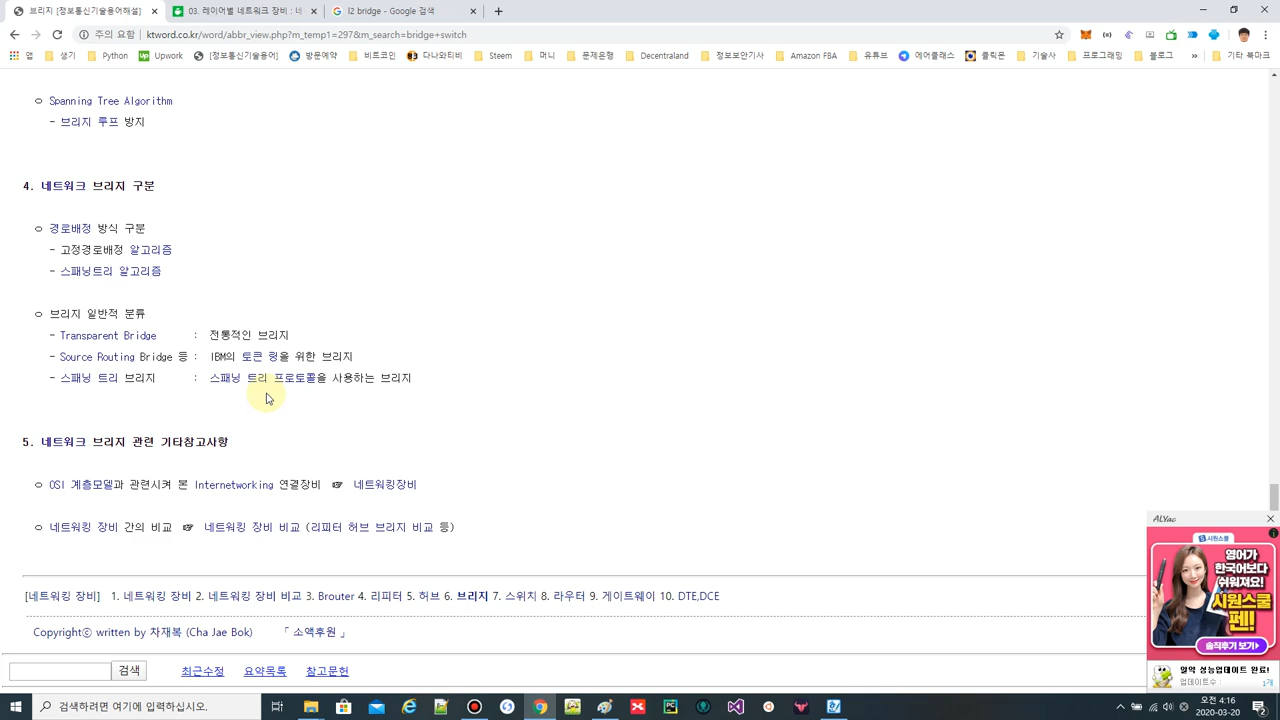 브리지 [정보통신기술용어해설]
03. 레이어별 네트워크 장비 : 네
l2 bridge - Google 검색
주의 요함
ktword.co.kr/word/abbr_view.php?m_temp1=297&m_search=bridge+switch
앱
생기
Python
Upwork
[정보통신기술용어]
방문예약
비트코인
다나와티비
Steem
머니
문제은행
Decentraland
정보보안기사
Amazon FBA
유튜브
에어클래스
클릭몬
기술사
프로그래밍
블로그
»
기타 북마크
ㅇ Spanning Tree Algorithm
- 브리지 루프 방지
4. 네트워크 브리지 구분
ㅇ 경로배정 방식 구분
- 고정경로배정 알고리즘
- 스패닝트리 알고리즘
ㅇ 브리지 일반적 분류
- Transparent Bridge : 전통적인 브리지
- Source Routing Bridge 등 : IBM의 토큰 링을 위한 브리지
- 스패닝 트리 브리지 : 스패닝 트리 프로토콜을 사용하는 브리지
5. 네트워크 브리지 관련 기타참고사항
ㅇ OSI 계층모델과 관련시켜 본 Internetworking 연결장비 ☞ 네트워킹장비
ㅇ 네트워킹 장비 간의 비교 ☞ 네트워킹 장비 비교 (리피터 허브 브리지 비교 등)
[네트워킹 장비] 1. 네트워킹 장비 2. 네트워킹 장비 비교 3. Brouter 4. 리피터 5. 허브 6. 브리지 7. 스위치 8. 라우터 9. 게이트웨이 10. DTE,DCE
Copyrightⓒ written by 차재복 (Cha Jae Bok) 「 소액후원 」
검색
최근수정
요약목록
참고문헌
ALYac
시원스쿨
영어가
한국어보다
쉬워져요!
시원스쿨
펜!
솔직후기 보기
알약 성능업데이트 완료!
업데이트수 : 1개
검색하려면 여기에 입력하십시오.
오전 4:16
2020-03-20
2